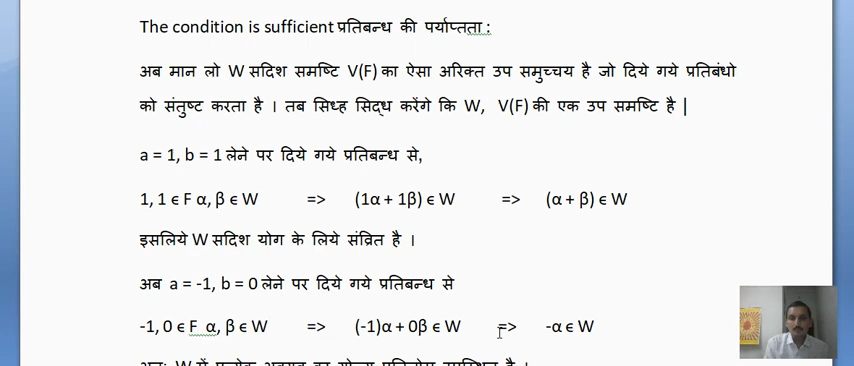 The condition is sufficient प्रतिबन्ध की पर्याप्तता :
अब मान लो W सदिश समष्टि V(F) का ऐसा अरिक्त उप समुच्चय है जो दिये गये प्रतिबंधो
को संतुष्ट करता है । तब सिध्ह सिद्ध करेंगे कि W, V(F) की एक उप समष्टि है |
a = 1, b = 1 लेने पर दिये गये प्रतिबन्ध से,
1, 1 ϵ F α, β ϵ W => (1α + 1β) ϵ W => (α + β) ϵ W
इसलिये W सदिश योग के लिये संव्रित है ।
अब a = -1, b = 0 लेने पर दिये गये प्रतिबन्ध से
-1, 0 ϵ F α, β ϵ W => (-1)α + 0β ϵ W => -α ϵ W